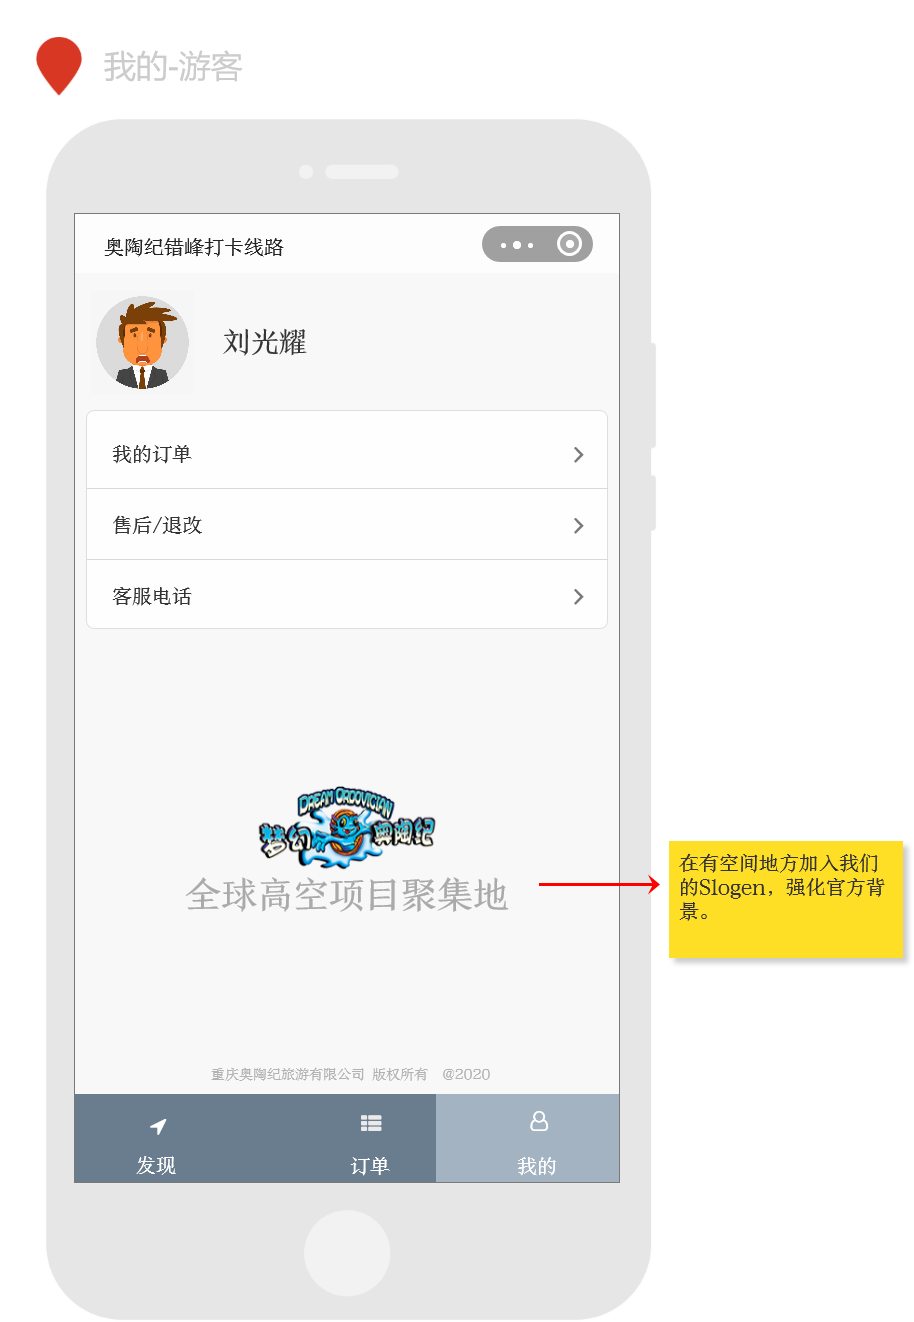 我的-游客
奥陶纪错峰打卡线路
刘光耀
我的订单
售后/退改
客服电话
DREAM ORDOVICIAN
梦幻奥陶纪
全球高空项目聚集地
在有空间地方加入我们
的Slogen，强化官方背
景。
重庆奥陶纪旅游有限公司 版权所有 @2020
发现
订单
我的